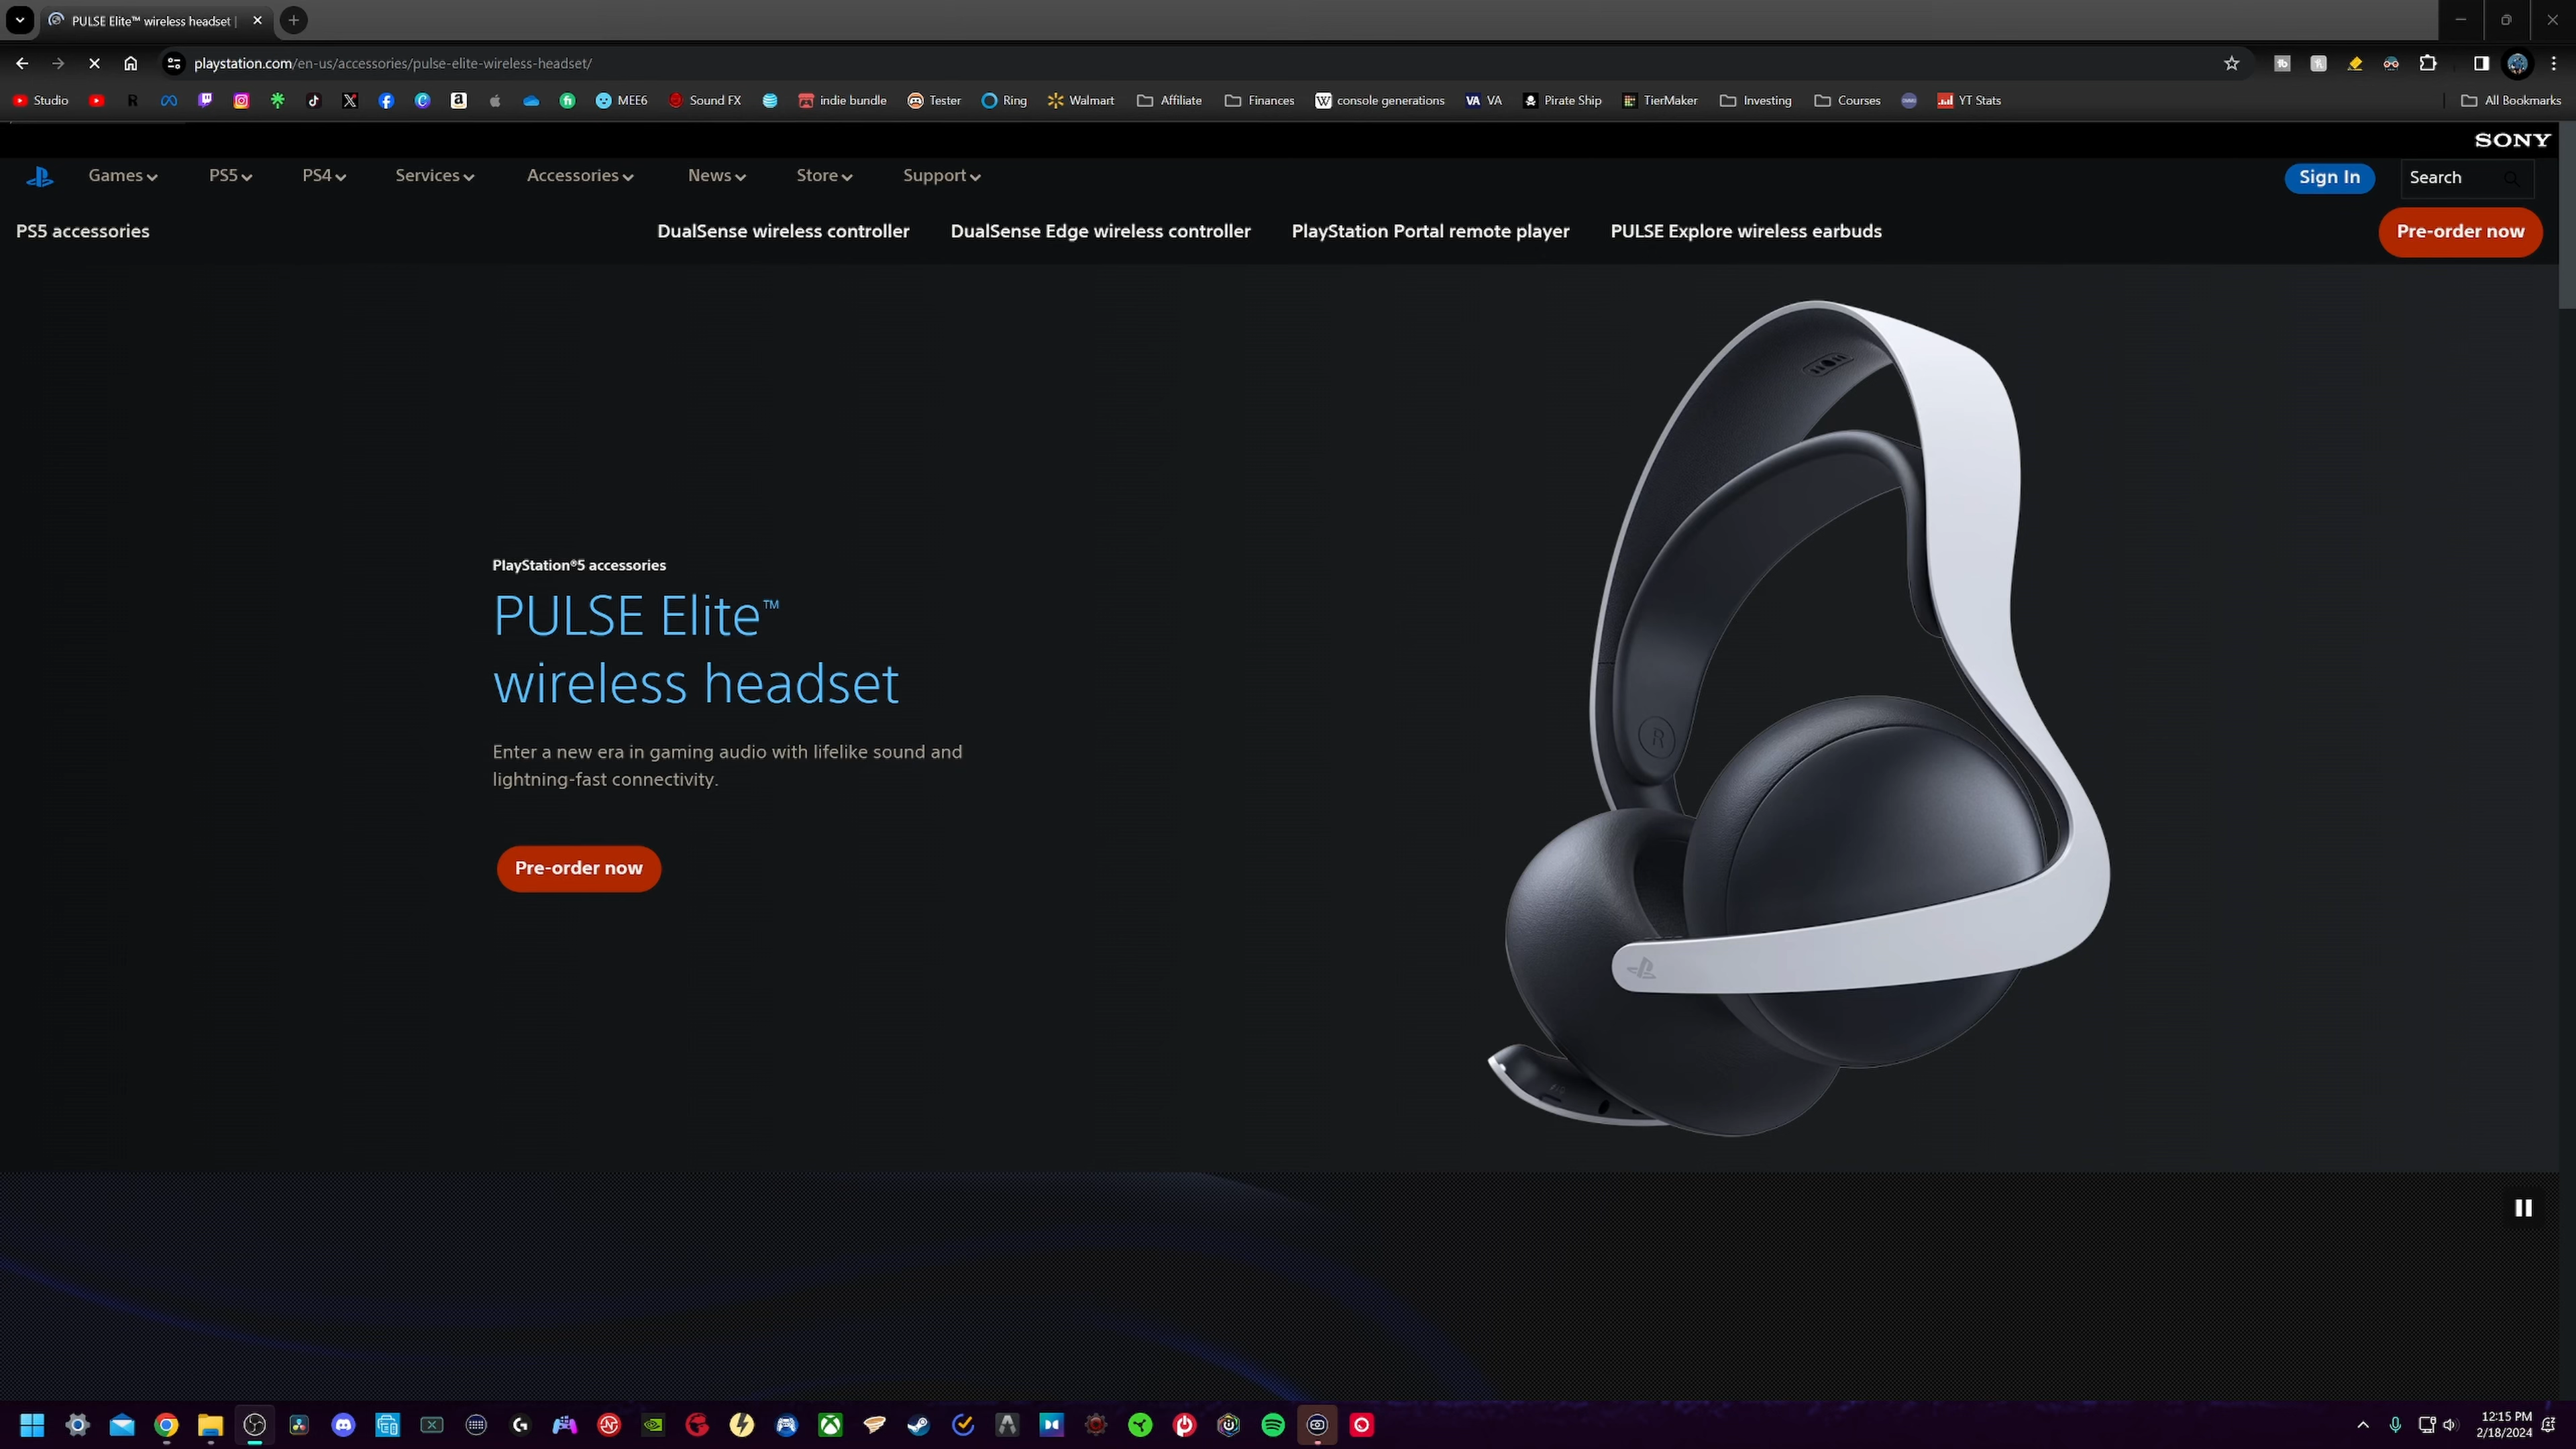 PULSE Elite™ wireless headset |
playstation.com/en-us/accessories/pulse-elite-wireless-headset/
Studio MEE6 Sound FX indie bundle Tester Ring Walmart Affiliate Finances console generations VA VA Pirate Ship TierMaker Investing Courses YT Stats All Bookmarks
SONY
Games PS5 PS4 Services Accessories News Store Support Sign In Search
PS5 accessories DualSense wireless controller DualSense Edge wireless controller PlayStation Portal remote player PULSE Explore wireless earbuds Pre-order now
PlayStation®5 accessories
PULSE Elite™
wireless headset
Enter a new era in gaming audio with lifelike sound and
lightning-fast connectivity.
Pre-order now
R
12:15 PM
2/18/2024